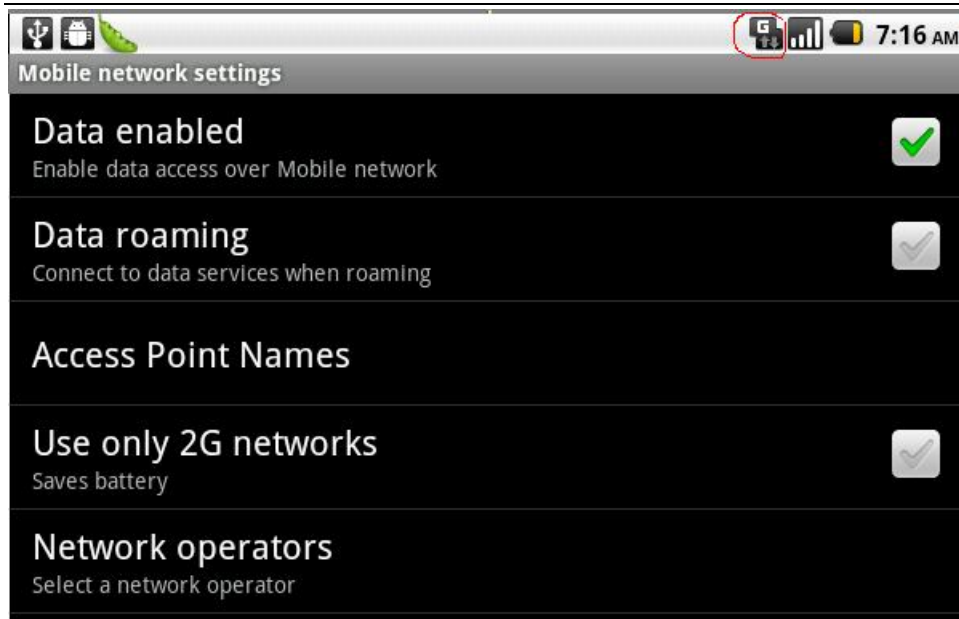 G 7:16 AM
Mobile network settings
Data enabled
Enable data access over Mobile network
Data roaming
Connect to data services when roaming
Access Point Names
Use only 2G networks
Saves battery
Network operators
Select a network operator